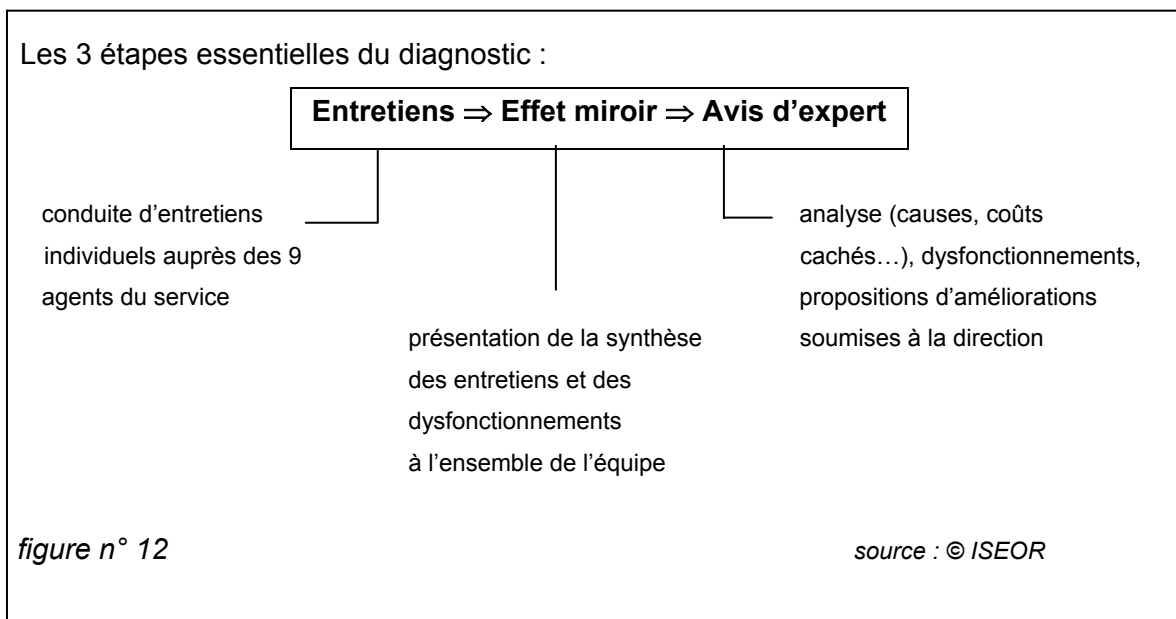 Les 3 étapes essentielles du diagnostic :
Entretiens ⇒ Effet miroir ⇒ Avis d'expert
conduite d'entretiens
individuels auprès des 9
agents du service
présentation de la synthèse
des entretiens et des
dysfonctionnements
à l'ensemble de l'équipe
analyse (causes, coûts
cachés…), dysfonctionnements,
propositions d'améliorations
soumises à la direction
figure n° 12
source : © ISEOR